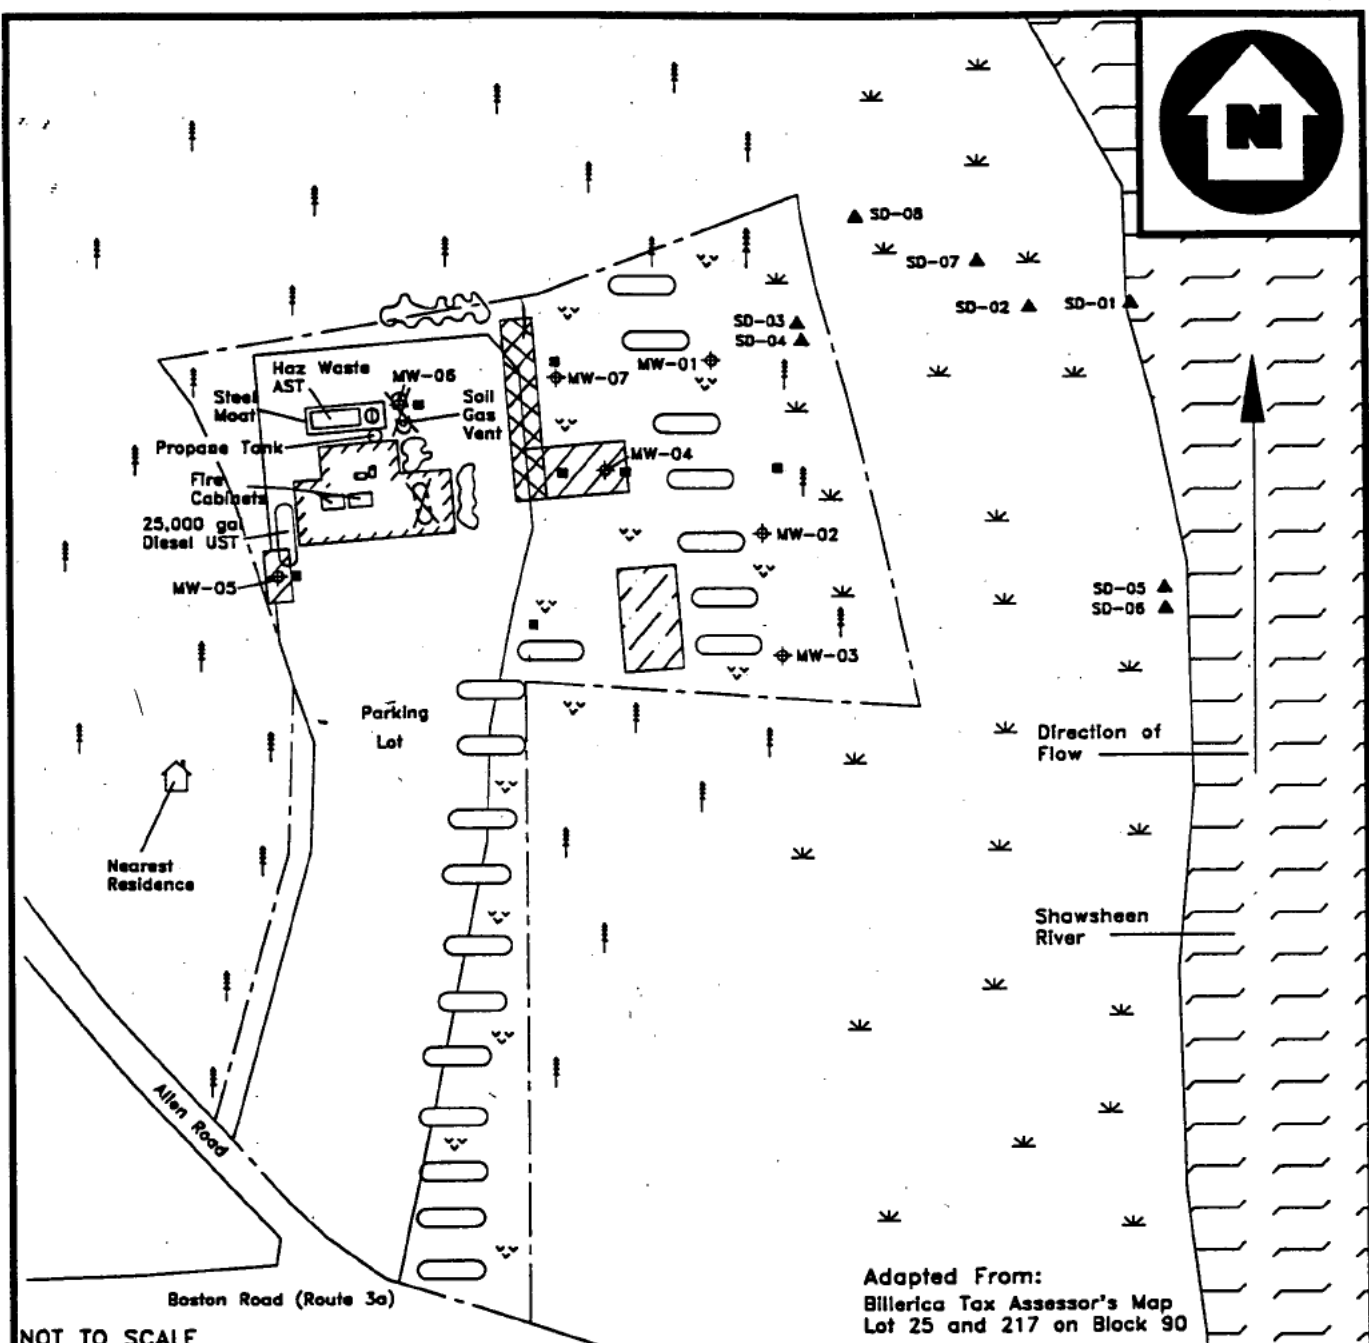 N
SD-08
SD-07
SD-02
SD-01
SD-03
SD-04
MW-01
MW-07
Haz Waste
AST
MW-06
Steel
Moat
Soil
Gas
Vent
Propane Tank
MW-04
Fire
Cabinets
25,000 gal
Diesel UST
MW-02
MW-05
SD-05
SD-06
MW-03
Parking
Lot
Direction of
Flow
Nearest
Residence
Shawsheen
River
Allen Road
Adapted From:
Billerica Tax Assessor's Map
Lot 25 and 217 on Block 90
Boston Road (Route 3a)
NOT TO SCALE